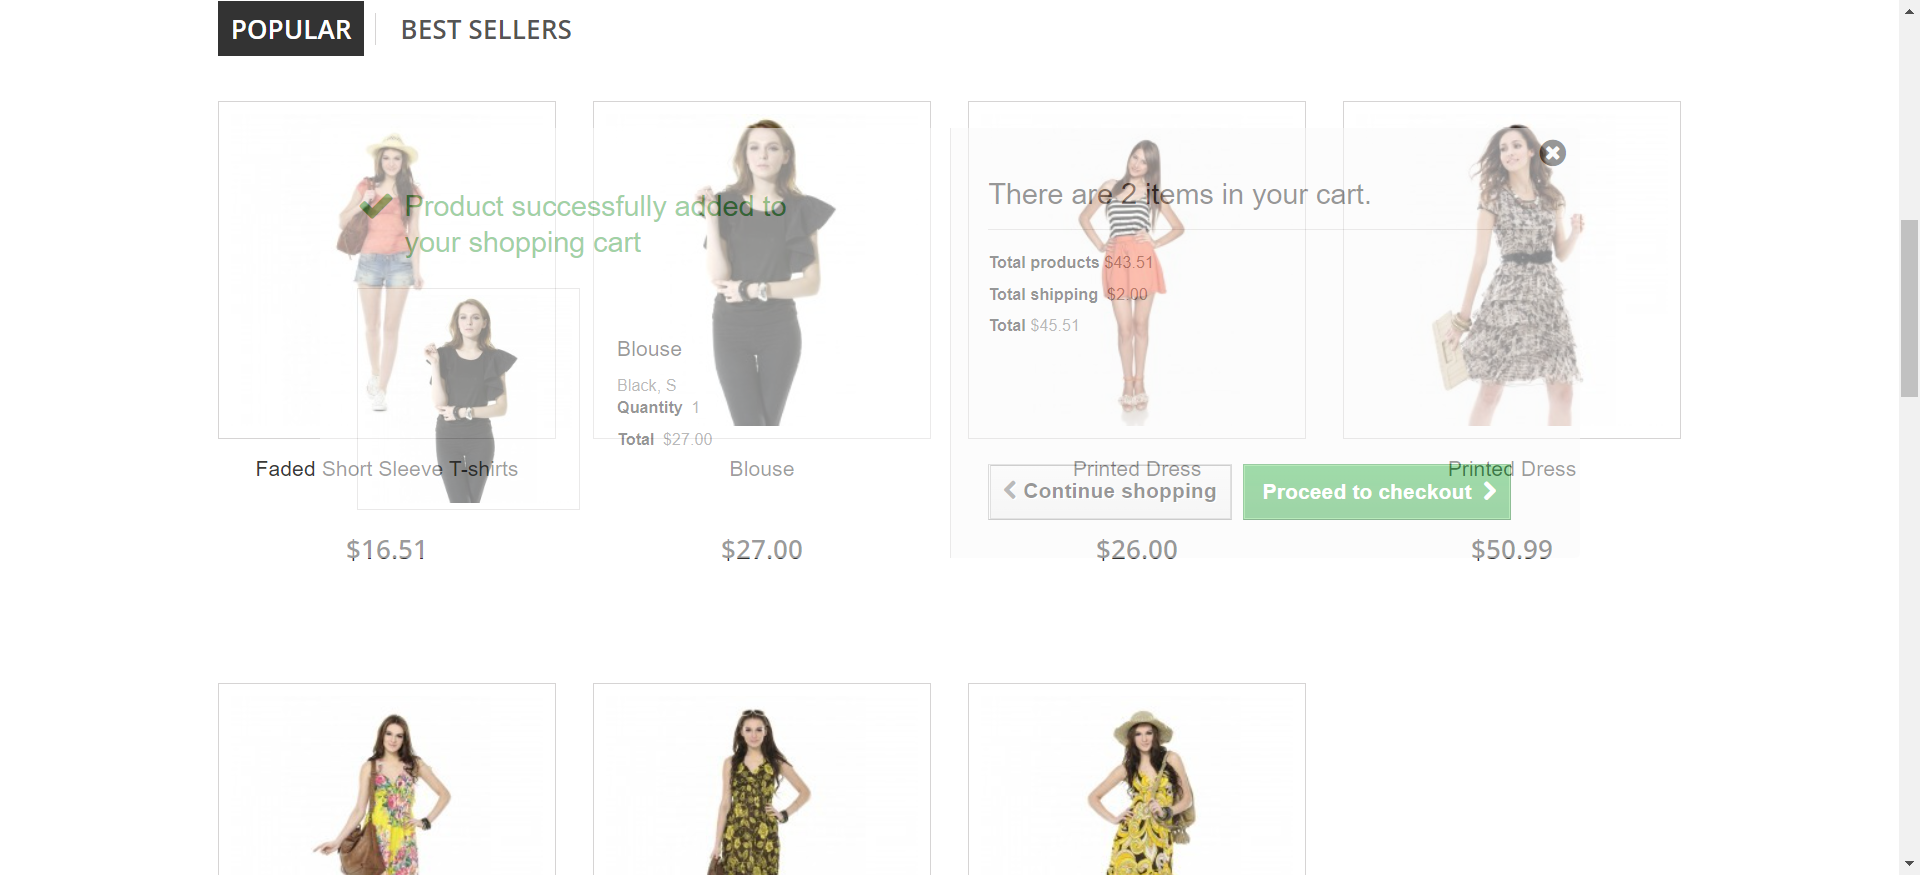 POPULAR
BEST SELLERS
Product successfully added to
your shopping cart
Blouse
Black, S
Quantity 1
Total $27.00
There are 2 items in your cart.
Total products $43.51
Total shipping $2.00
Total $45.51
Continue shopping
Proceed to checkout
Faded Short Sleeve T-shirts
Blouse
Printed Dress
Printed Dress
$16.51
$27.00
$26.00
$50.99